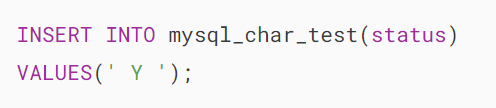 INSERT INTO mysql_char_test(status)
VALUES(' Y ');